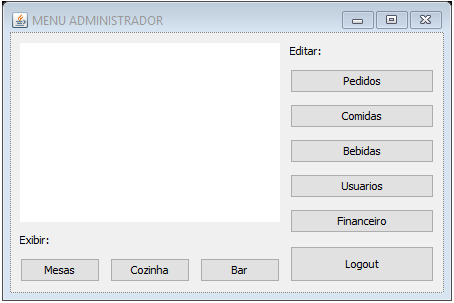 MENU ADMINISTRADOR
Editar:
Pedidos
Comidas
Bebidas
Usuarios
Financeiro
Logout
Exibir:
Mesas
Cozinha
Bar